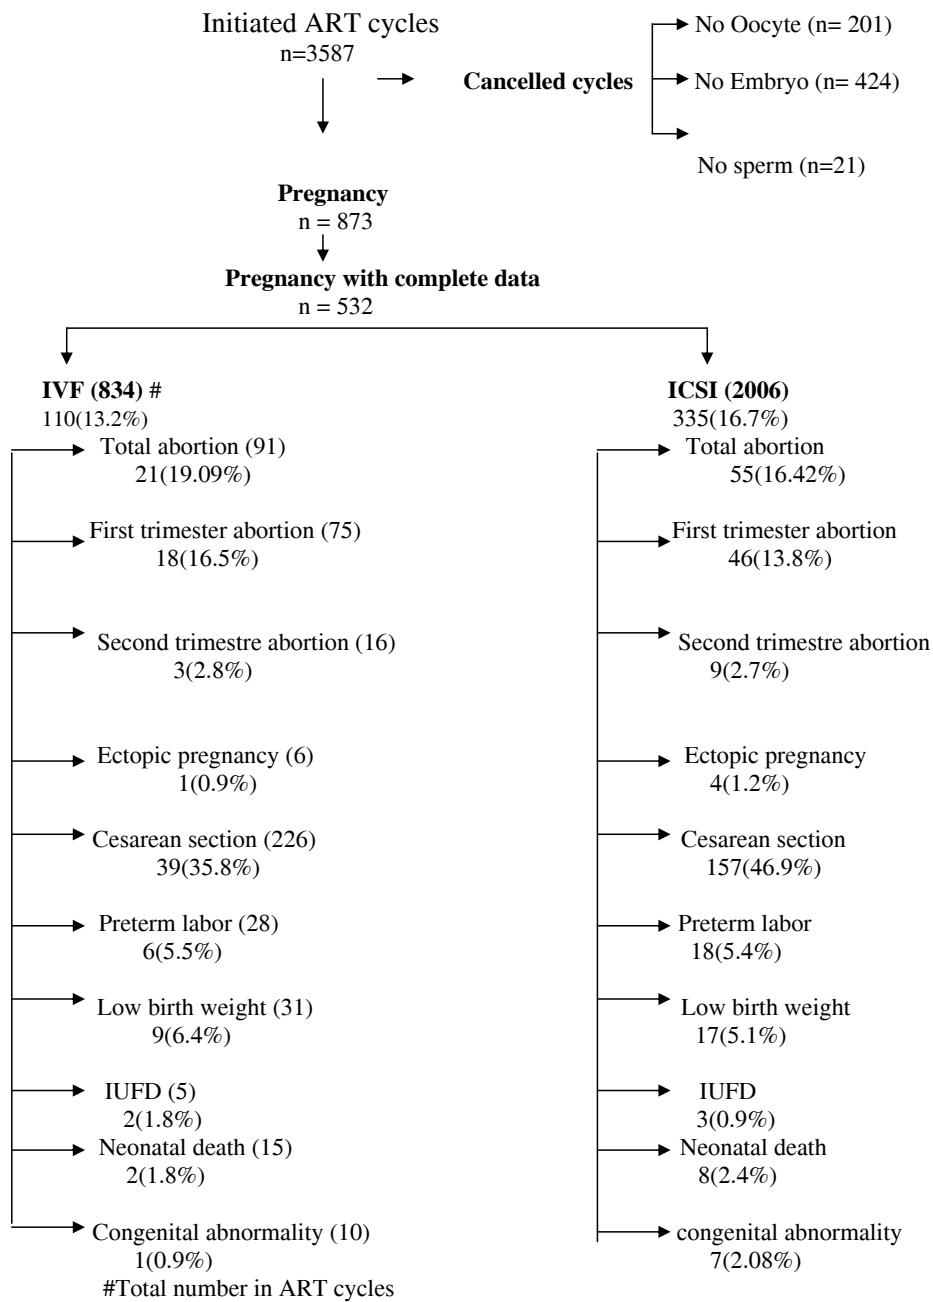 Initiated ART cycles
n=3587
Cancelled cycles
No Oocyte (n= 201)
No Embryo (n= 424)
No sperm (n=21)
Pregnancy
n = 873
Pregnancy with complete data
n = 532
IVF (834) #
110(13.2%)
Total abortion (91)
21(19.09%)
First trimester abortion (75)
18(16.5%)
Second trimestre abortion (16)
3(2.8%)
Ectopic pregnancy (6)
1(0.9%)
Cesarean section (226)
39(35.8%)
Preterm labor (28)
6(5.5%)
Low birth weight (31)
9(6.4%)
IUFD (5)
2(1.8%)
Neonatal death (15)
2(1.8%)
Congenital abnormality (10)
1(0.9%)
#Total number in ART cycles
ICSI (2006)
335(16.7%)
Total abortion
55(16.42%)
First trimester abortion
46(13.8%)
Second trimestre abortion
9(2.7%)
Ectopic pregnancy
4(1.2%)
Cesarean section
157(46.9%)
Preterm labor
18(5.4%)
Low birth weight
17(5.1%)
IUFD
3(0.9%)
Neonatal death
8(2.4%)
congenital abnormality
7(2.08%)